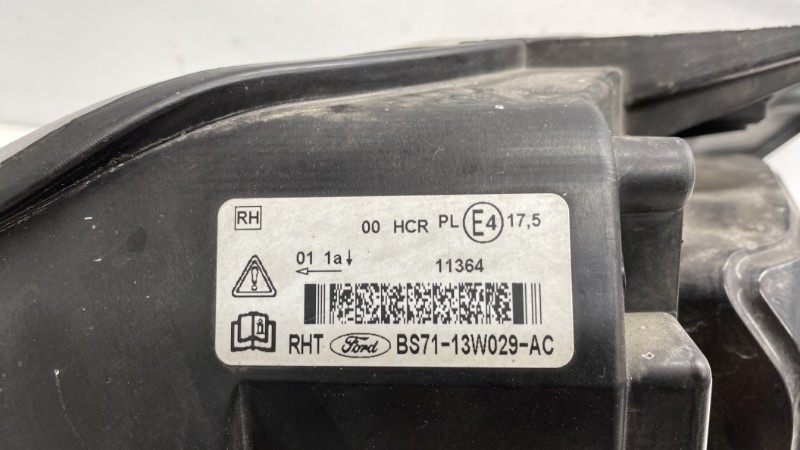 RH 00 HCR PL E4 17,5
01 1a↓ 11364
RHT Ford BS71-13W029-AC